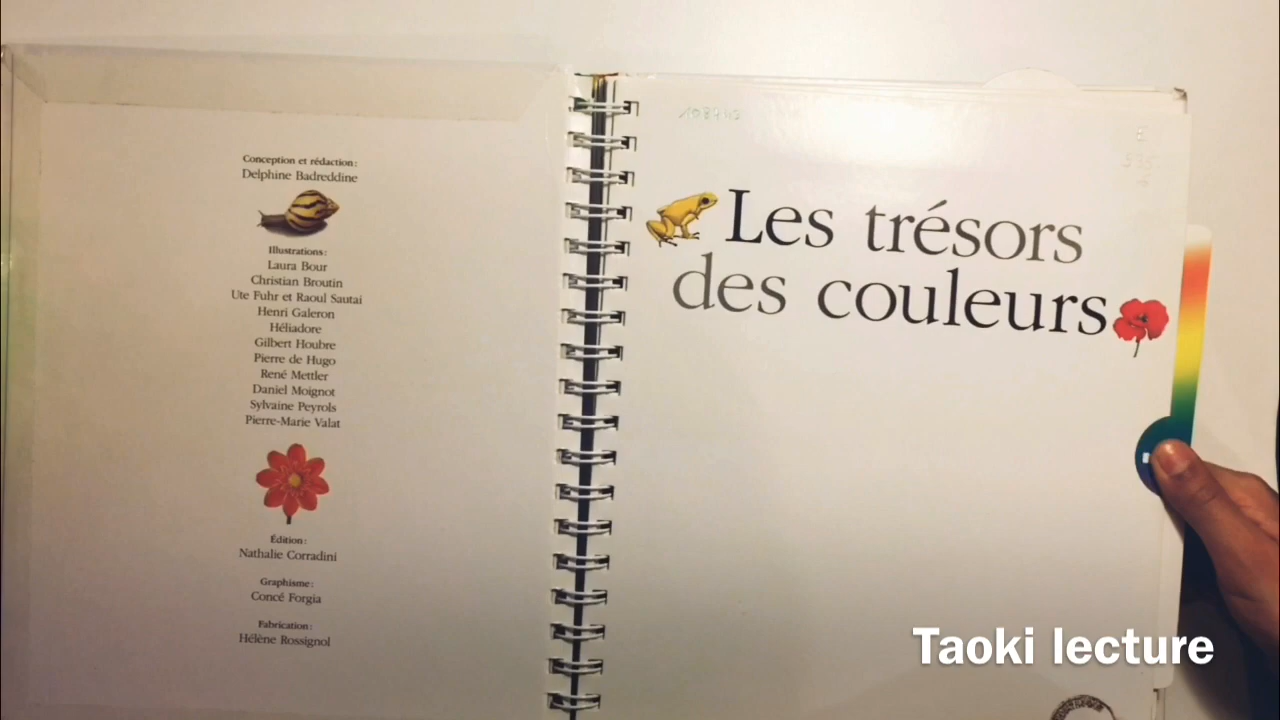 Conception et rédaction:
Delphine Badreddine
Illustrations:
Laura Bour
Christian Broutin
Ute Fuhr et Raoul Sautai
Henri Galeron
Héliadore
Gilbert Houbre
Pierre de Hugo
René Mettler
Daniel Moignot
Sylvaine Peyrols
Pierre-Marie Valat
Édition:
Nathalie Corradini
Graphisme:
Concé Forgia
Fabrication:
Hélène Rossignol
Les trésors
des couleurs
Taoki lecture